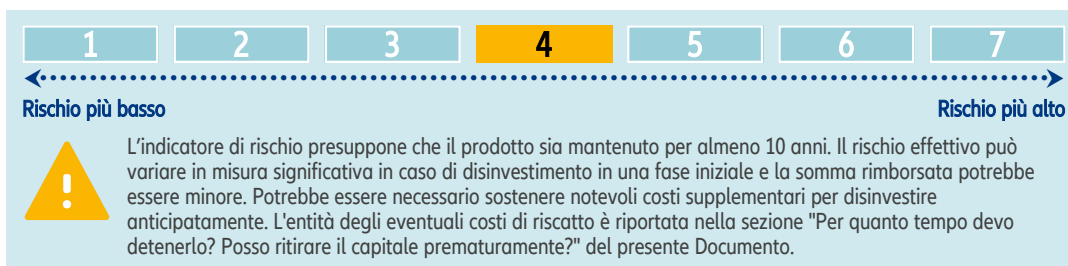 1 2 3 4 5 6 7
Rischio più basso Rischio più alto
L'indicatore di rischio presuppone che il prodotto sia mantenuto per almeno 10 anni. Il rischio effettivo può
variare in misura significativa in caso di disinvestimento in una fase iniziale e la somma rimborsata potrebbe
essere minore. Potrebbe essere necessario sostenere notevoli costi supplementari per disinvestire
anticipatamente. L'entità degli eventuali costi di riscatto è riportata nella sezione "Per quanto tempo devo
detenerlo? Posso ritirare il capitale prematuramente?" del presente Documento.